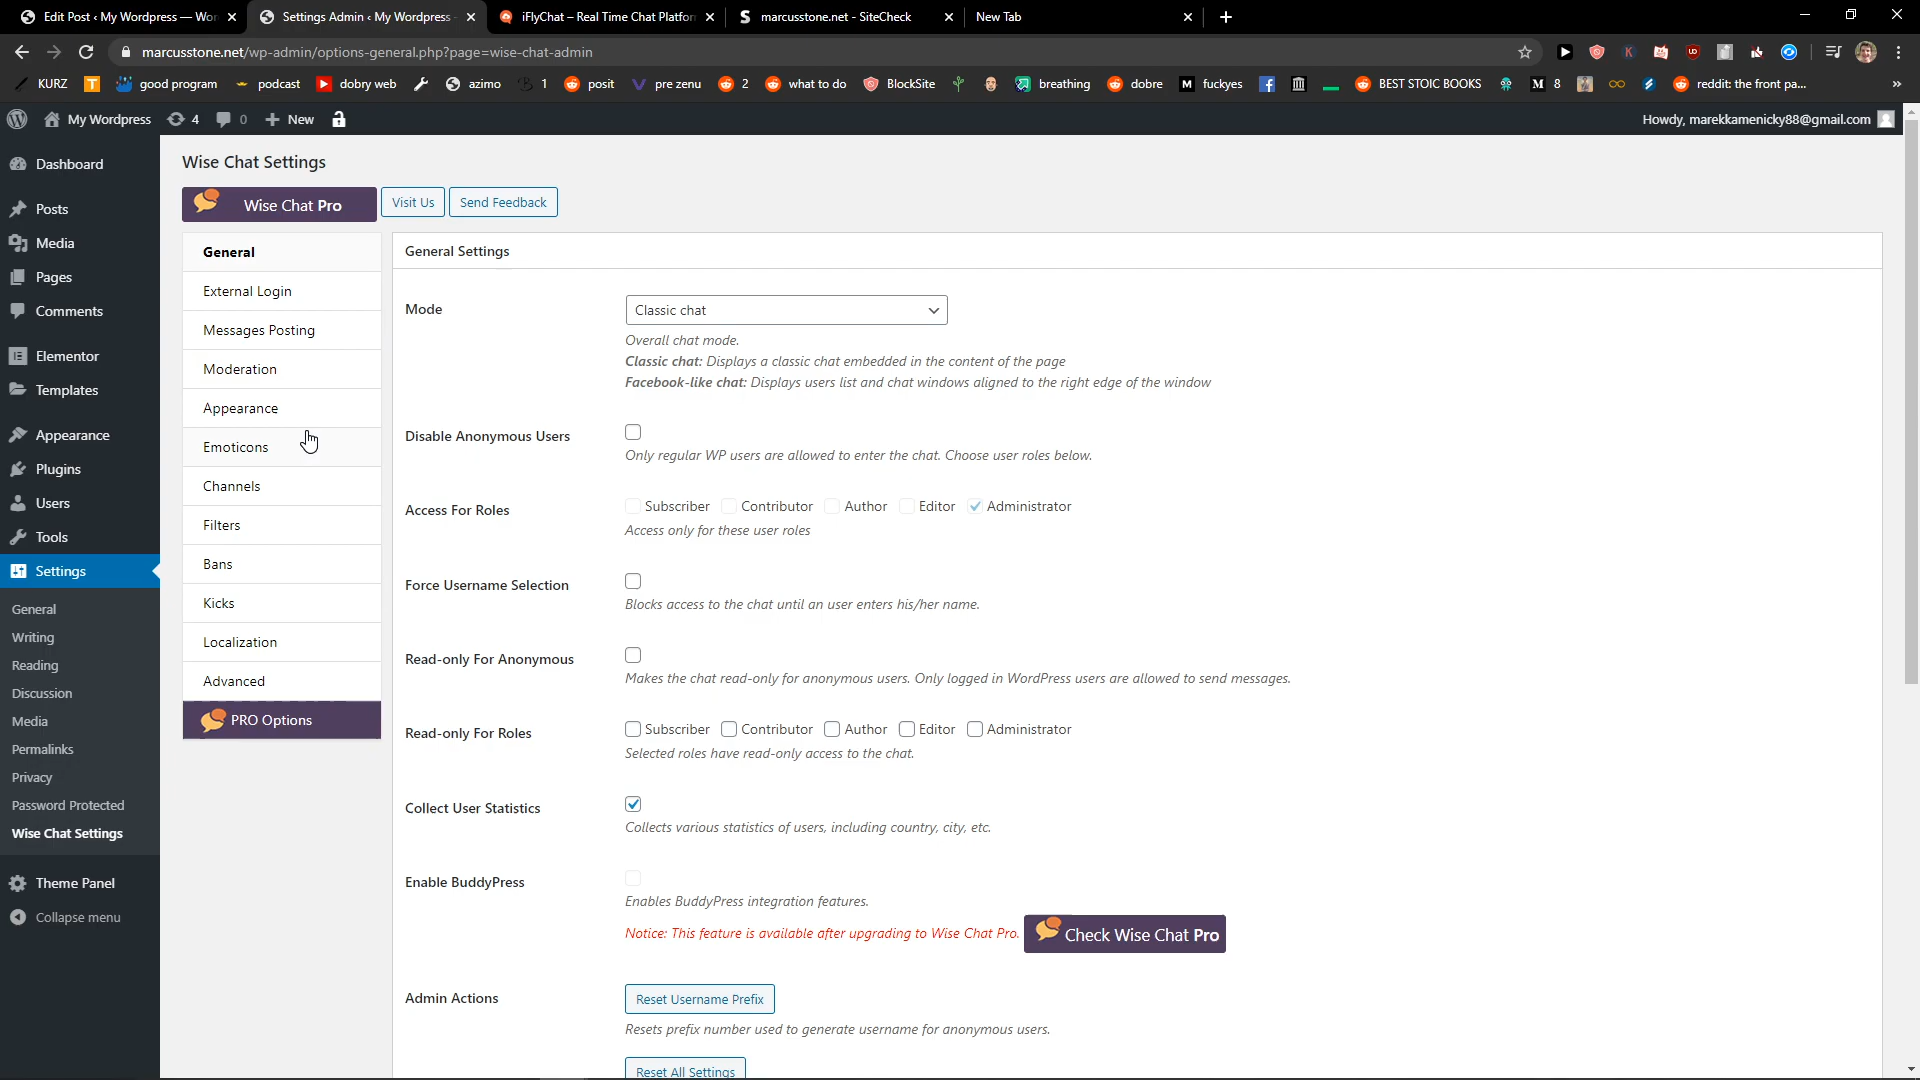 Edit Post ‹ My Wordpress — Wor
Settings Admin ‹ My Wordpress
iFlyChat – Real Time Chat Platfor
marcusstone.net - SiteCheck
New Tab
marcusstone.net/wp-admin/options-general.php?page=wise-chat-admin
KURZ
good program
podcast
dobry web
azimo
1
posit
pre zenu
2
what to do
BlockSite
breathing
dobre
fuckyes
BEST STOIC BOOKS
8
reddit: the front pa...
»
My Wordpress
4
0
New
Howdy, marekkamenicky88@gmail.com
Dashboard
Posts
Media
Pages
Comments
Elementor
Templates
Appearance
Plugins
Users
Tools
Settings
General
Writing
Reading
Discussion
Media
Permalinks
Privacy
Password Protected
Wise Chat Settings
Theme Panel
Collapse menu
Wise Chat Settings
Wise Chat Pro
Visit Us
Send Feedback
General
External Login
Messages Posting
Moderation
Appearance
Emoticons
Channels
Filters
Bans
Kicks
Localization
Advanced
PRO Options
General Settings
Mode
Classic chat
Overall chat mode.
Classic chat: Displays a classic chat embedded in the content of the page
Facebook-like chat: Displays users list and chat windows aligned to the right edge of the window
Disable Anonymous Users
Only regular WP users are allowed to enter the chat. Choose user roles below.
Access For Roles
Subscriber Contributor Author Editor Administrator
Access only for these user roles
Force Username Selection
Blocks access to the chat until an user enters his/her name.
Read-only For Anonymous
Makes the chat read-only for anonymous users. Only logged in WordPress users are allowed to send messages.
Read-only For Roles
Subscriber Contributor Author Editor Administrator
Selected roles have read-only access to the chat.
Collect User Statistics
Collects various statistics of users, including country, city, etc.
Enable BuddyPress
Enables BuddyPress integration features.
Notice: This feature is available after upgrading to Wise Chat Pro.
Check Wise Chat Pro
Admin Actions
Reset Username Prefix
Resets prefix number used to generate username for anonymous users.
Reset All Settings